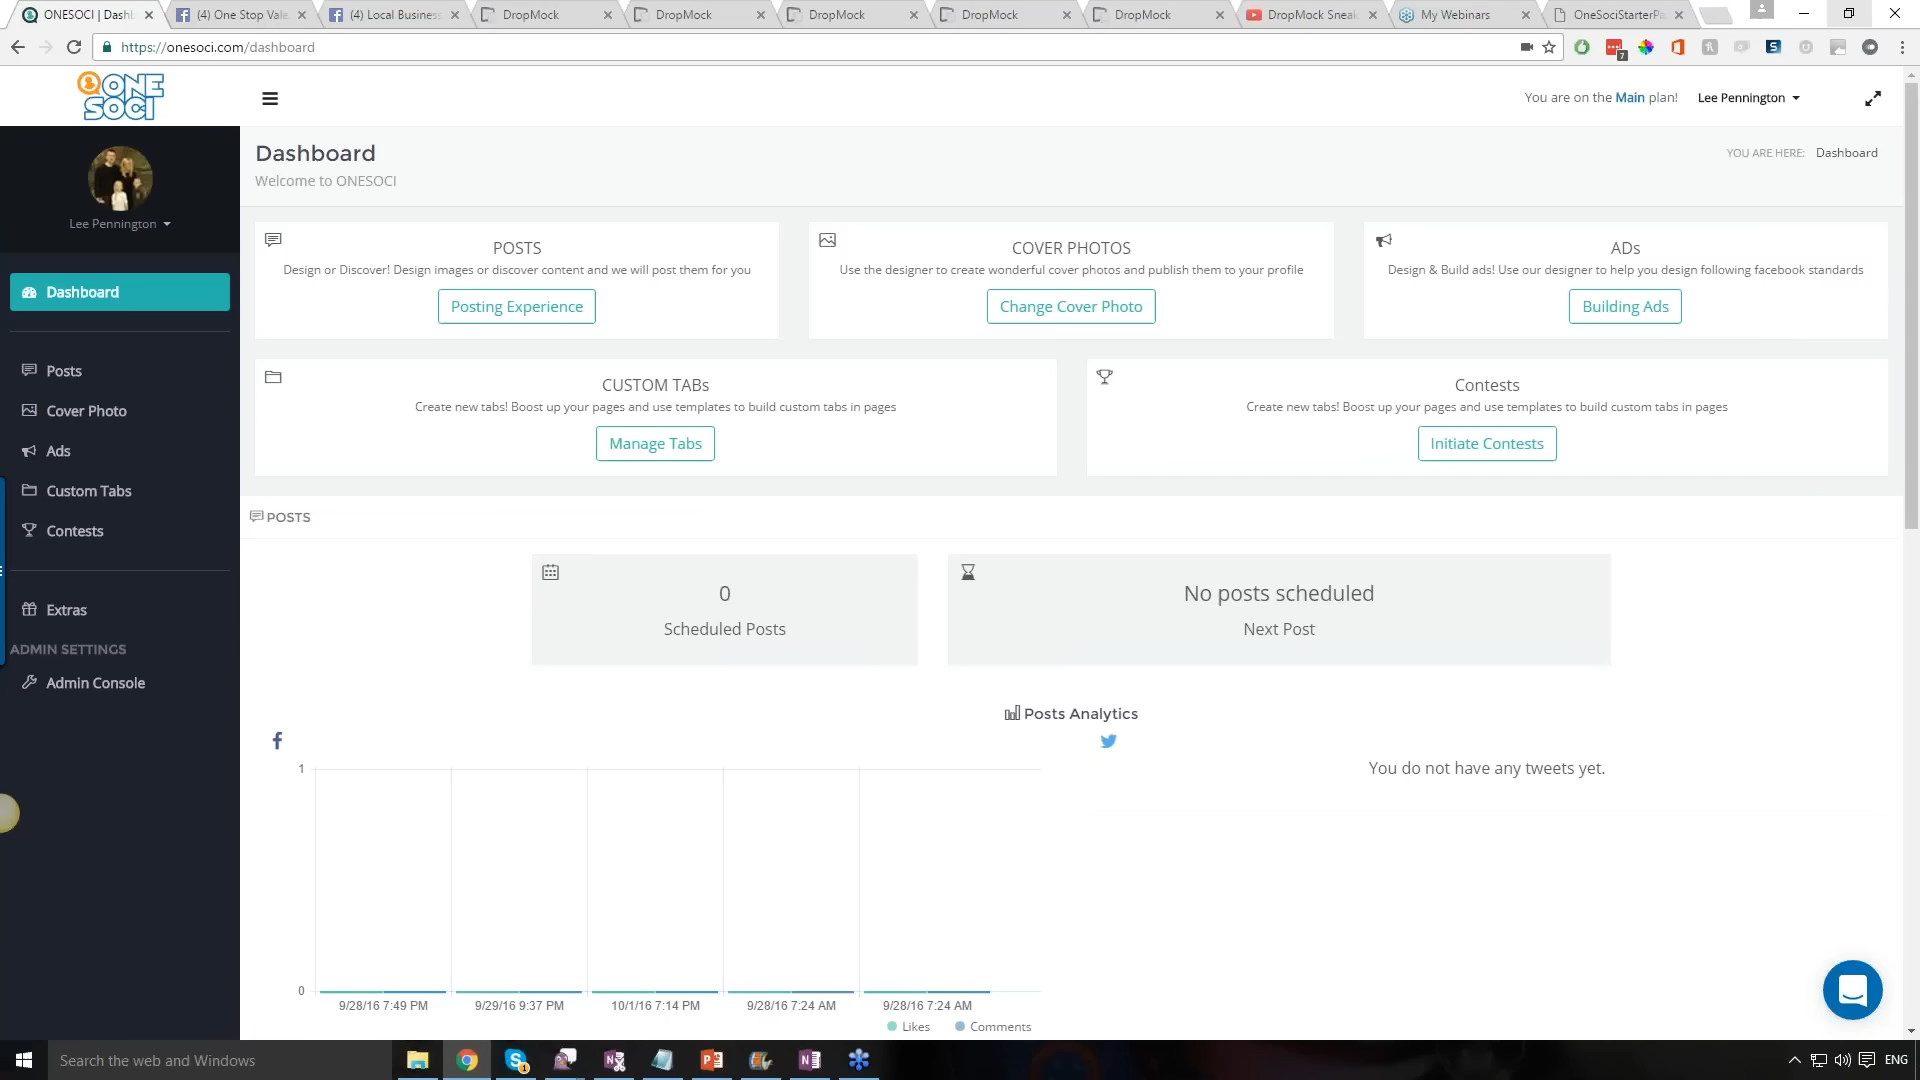 ONESOCI | Dash
(4) One Stop Vale
(4) Local Business
DropMock
DropMock
DropMock
DropMock
DropMock
DropMock Sneak
My Webinars
OneSociStarterPa
https://onesoci.com/dashboard
7
ONE
SOCI
You are on the Main plan!
Lee Pennington
Dashboard
YOU ARE HERE: Dashboard
Welcome to ONESOCI
Lee Pennington
Dashboard
Posts
Cover Photo
Ads
Custom Tabs
Contests
Extras
ADMIN SETTINGS
Admin Console
POSTS
Design or Discover! Design images or discover content and we will post them for you
Posting Experience
COVER PHOTOS
Use the designer to create wonderful cover photos and publish them to your profile
Change Cover Photo
ADs
Design & Build ads! Use our designer to help you design following facebook standards
Building Ads
CUSTOM TABs
Create new tabs! Boost up your pages and use templates to build custom tabs in pages
Manage Tabs
Contests
Create new tabs! Boost up your pages and use templates to build custom tabs in pages
Initiate Contests
POSTS
0
Scheduled Posts
No posts scheduled
Next Post
Posts Analytics
1
0
9/28/16 7:49 PM
9/29/16 9:37 PM
10/1/16 7:14 PM
9/28/16 7:24 AM
9/28/16 7:24 AM
Likes
Comments
You do not have any tweets yet.
Search the web and Windows
ENG